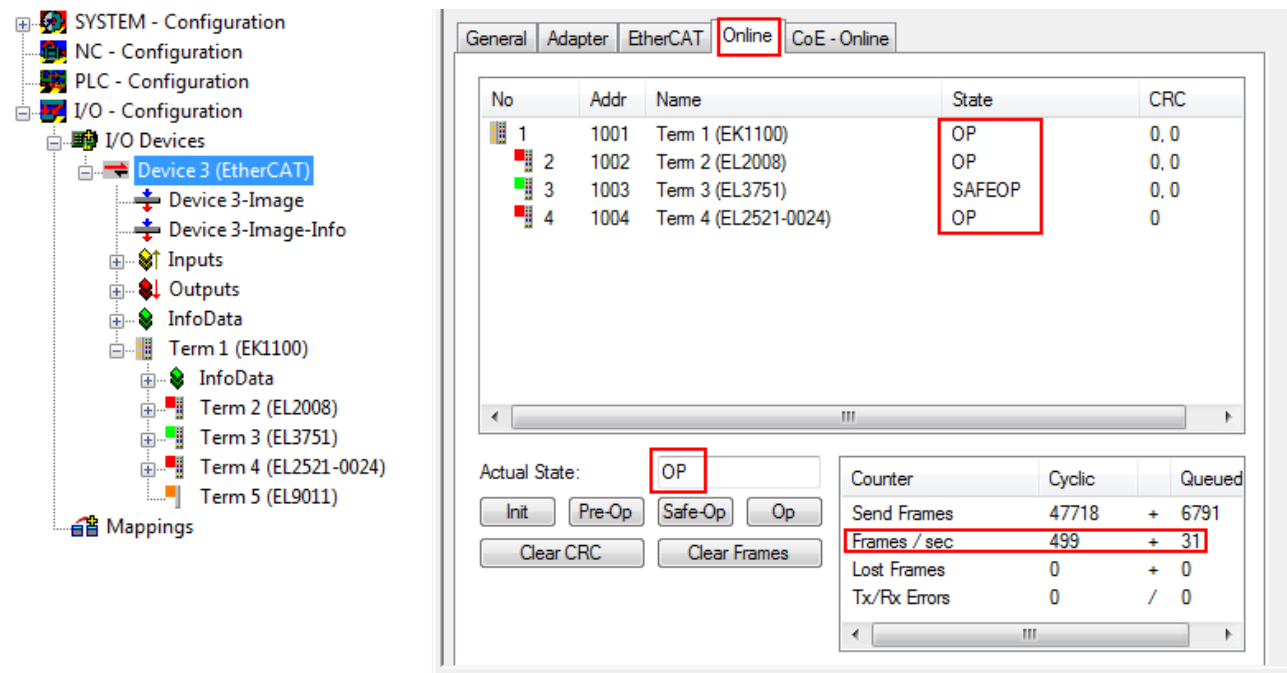 SYSTEM - Configuration
NC - Configuration
PLC - Configuration
I/O - Configuration
I/O Devices
Device 3 (EtherCAT)
Device 3-Image
Device 3-Image-Info
Inputs
Outputs
InfoData
Term 1 (EK1100)
InfoData
Term 2 (EL2008)
Term 3 (EL3751)
Term 4 (EL2521-0024)
Term 5 (EL9011)
Mappings
General Adapter EtherCAT Online CoE - Online
No Addr Name State CRC
1 1001 Term 1 (EK1100) OP 0, 0
2 1002 Term 2 (EL2008) OP 0, 0
3 1003 Term 3 (EL3751) SAFEOP 0, 0
4 1004 Term 4 (EL2521-0024) OP 0
Actual State: OP
Init Pre-Op Safe-Op Op
Clear CRC Clear Frames
Counter Cyclic Queued
Send Frames 47718 + 6791
Frames / sec 499 + 31
Lost Frames 0 + 0
Tx/Rx Errors 0 / 0